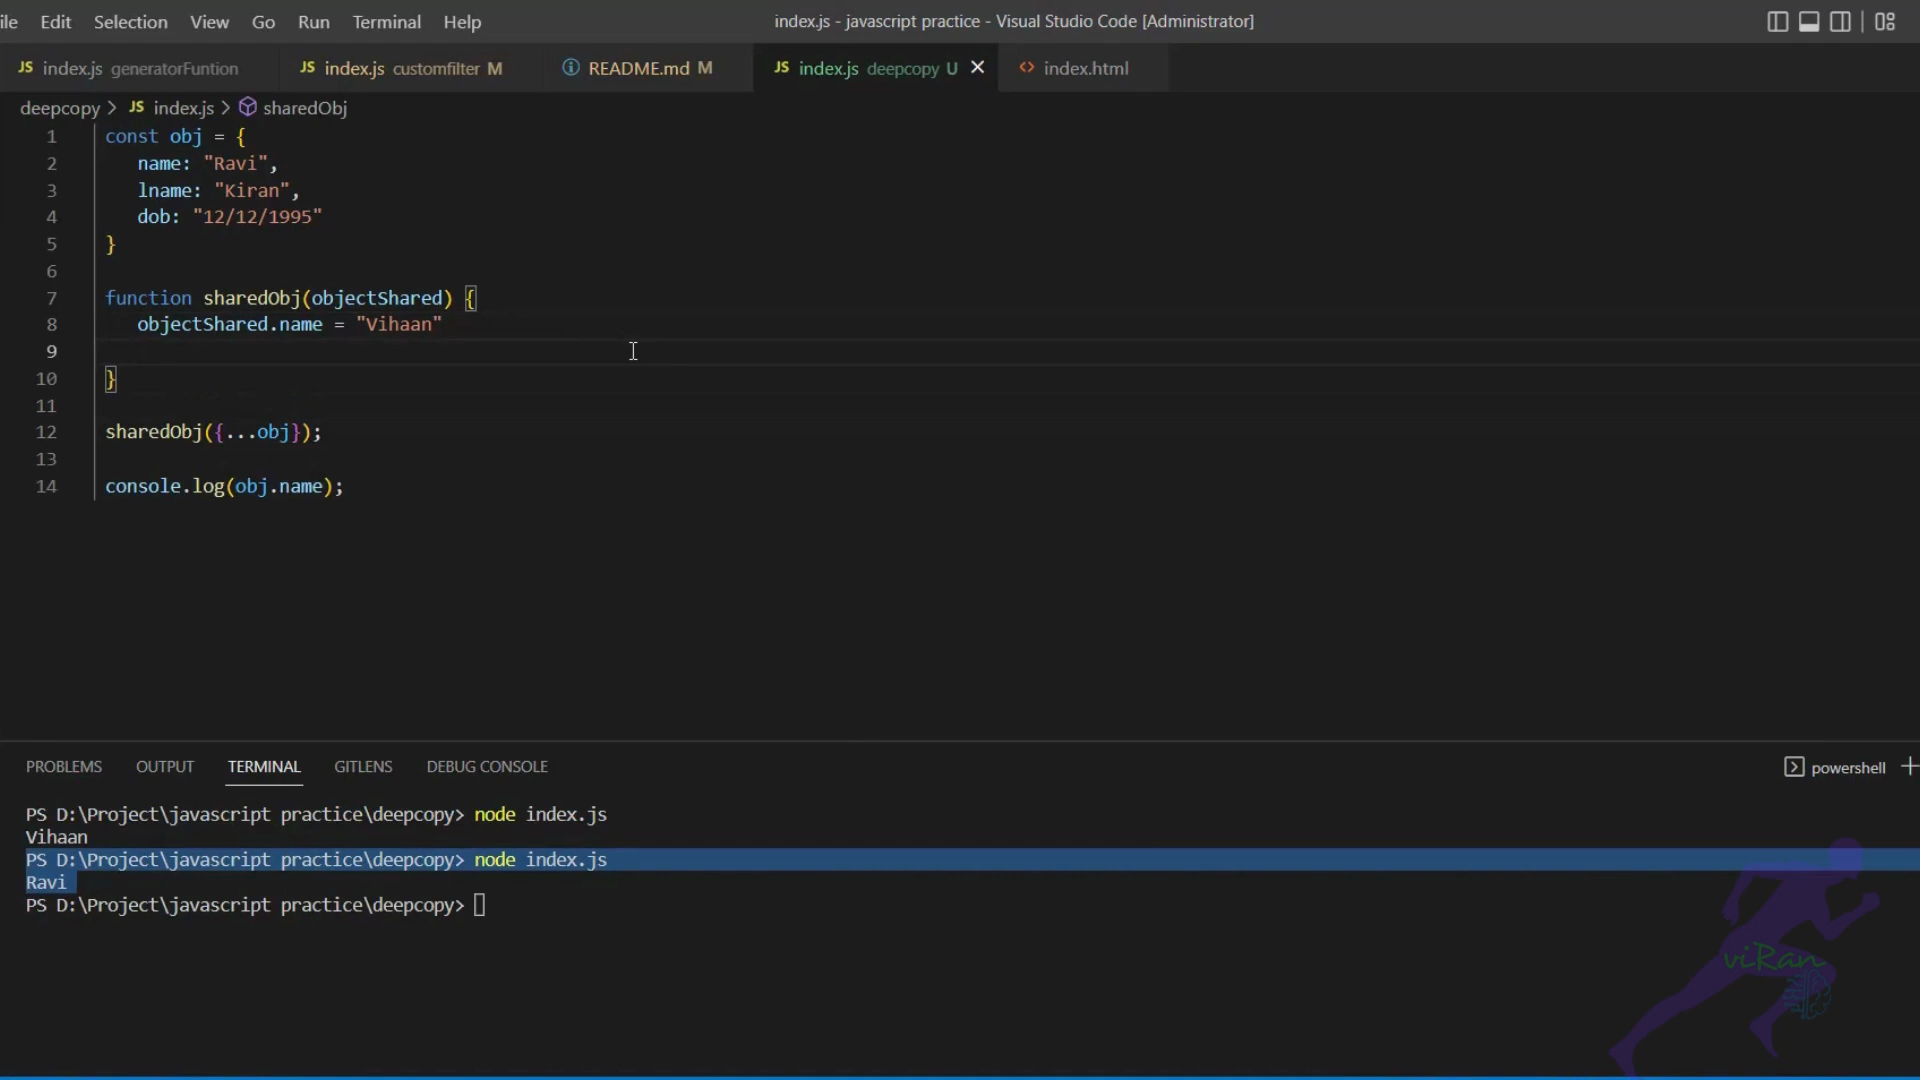 ile Edit Selection View Go Run Terminal Help index.js - javascript practice - Visual Studio Code [Administrator]
JS index.js generatorFuntion JS index.js customfilter M README.md M JS index.js deepcopy U index.html
deepcopy > JS index.js > sharedObj
1 const obj = {
2 name: "Ravi",
3 lname: "Kiran",
4 dob: "12/12/1995"
5 }
6
7 function sharedObj(objectShared) {
8 objectShared.name = "Vihaan"
9
10 }
11
12 sharedObj({...obj});
13
14 console.log(obj.name);
PROBLEMS OUTPUT TERMINAL GITLENS DEBUG CONSOLE powershell
PS D:\Project\javascript practice\deepcopy> node index.js
Vihaan
PS D:\Project\javascript practice\deepcopy> node index.js
Ravi
PS D:\Project\javascript practice\deepcopy>
viRan